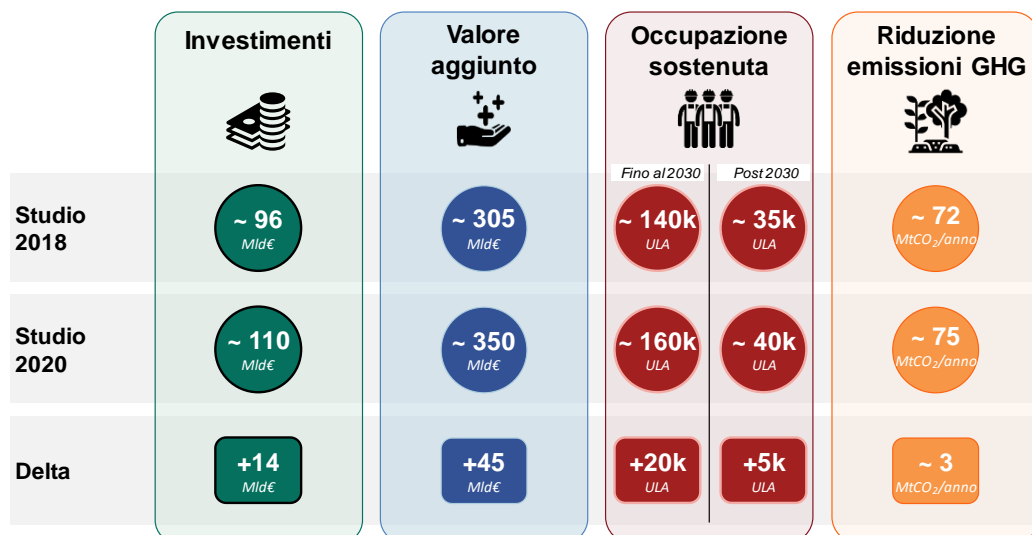 Investimenti
Valore
aggiunto
Occupazione
sostenuta
Riduzione
emissioni GHG
Fino al 2030
Post 2030
Studio
2018
~ 96
Mld€
~ 305
Mld€
~ 140k
ULA
~ 35k
ULA
~ 72
MtCO₂/anno
Studio
2020
~ 110
Mld€
~ 350
Mld€
~ 160k
ULA
~ 40k
ULA
~ 75
MtCO₂/anno
Delta
+14
Mld€
+45
Mld€
+20k
ULA
+5k
ULA
~ 3
MtCO₂/anno